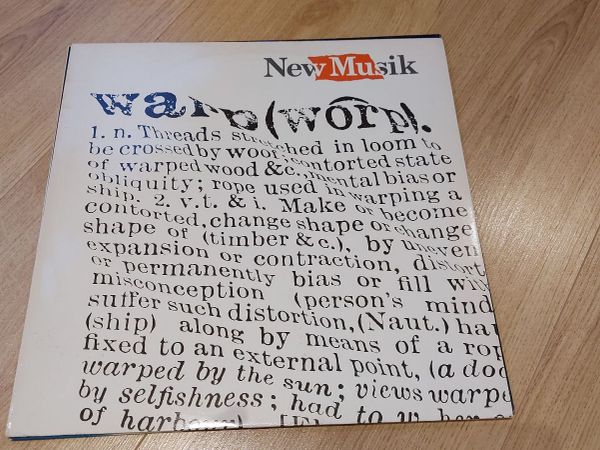 New Musik
warp (worp).
1. n. Threads stretched in loom to
be crossed by woof; contorted state
of warped wood &c., mental bias or
obliquity; rope used in warping a
ship. 2. v.t. & i. Make or become
contorted, change shape or change
shape of (timber & c.), by uneven
expansion or contraction, distort
or permanently bias or fill with
misconception (person's mind
suffer such distortion, (Naut.) hau
(ship) along by means of a rop
fixed to an external point, (a doo
warped by the sun; views warpe
by selfishness; had to w
of harbour)